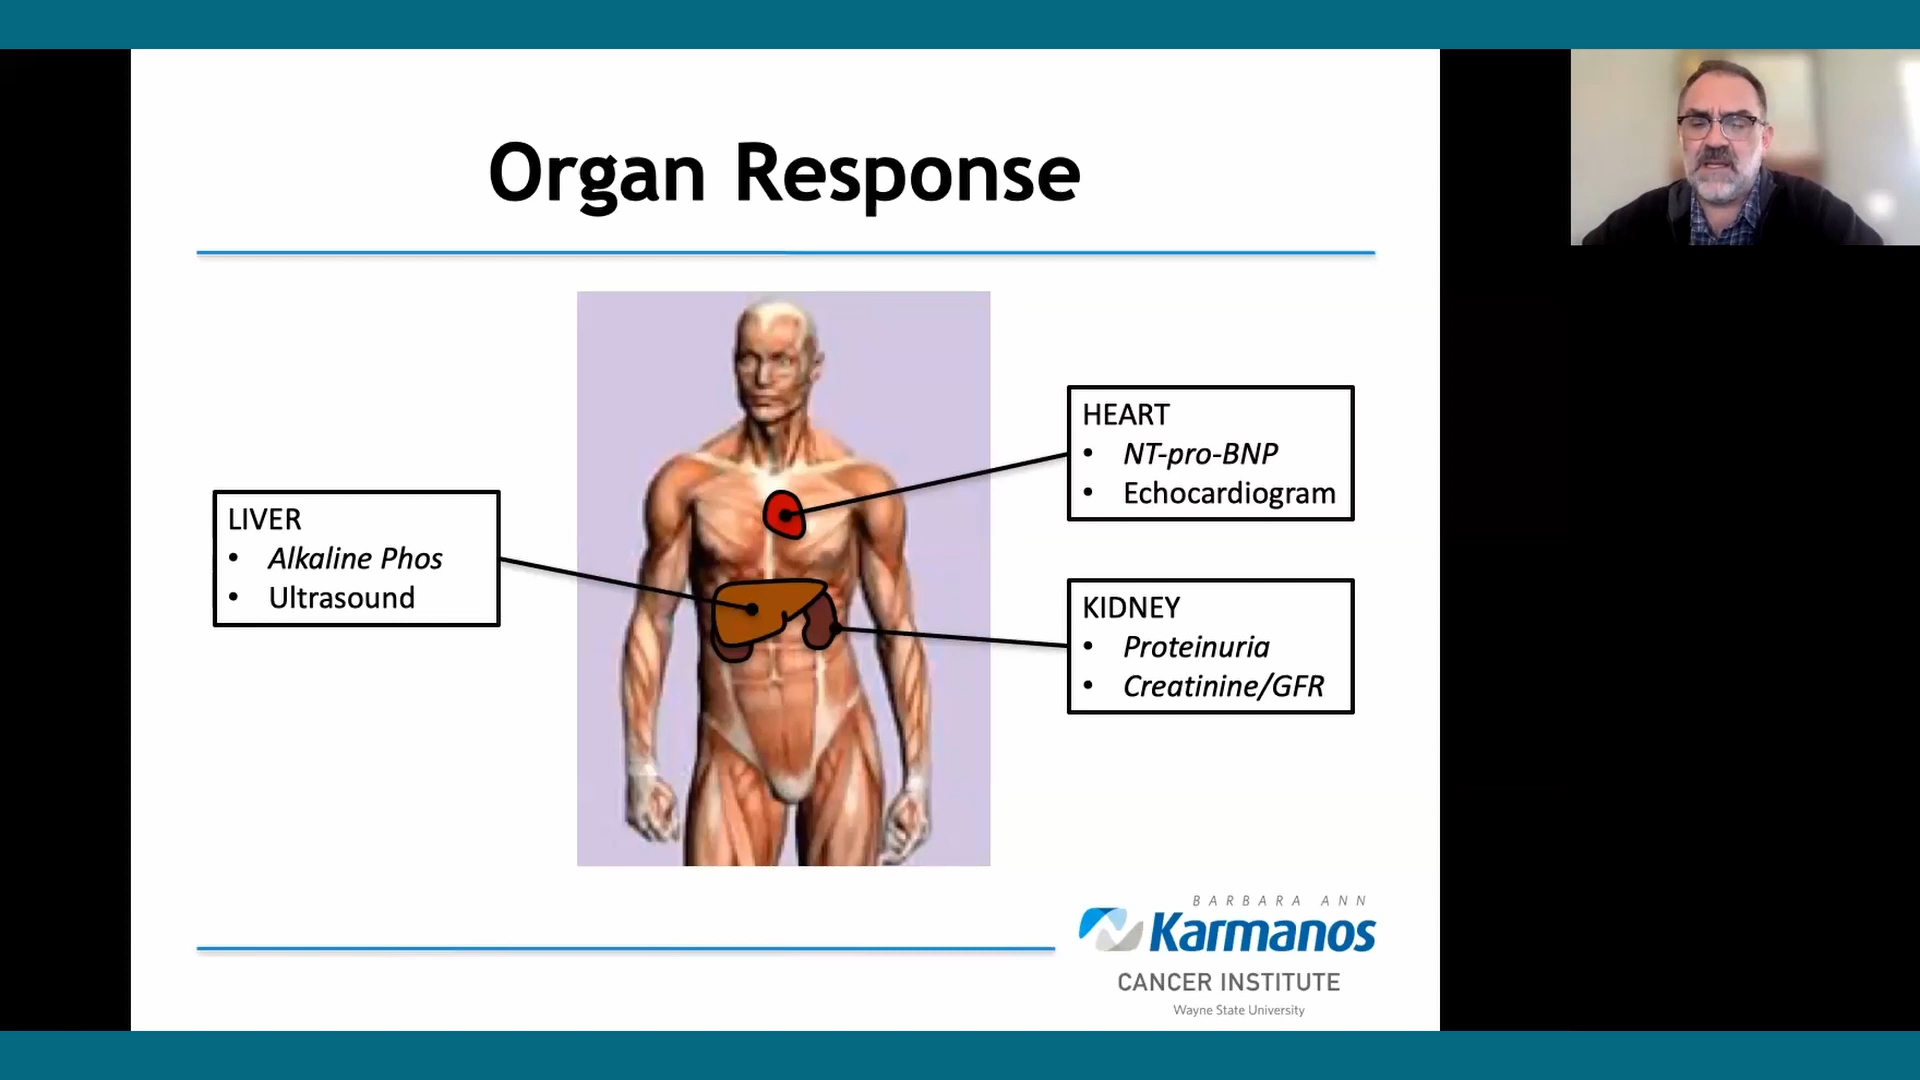 Organ Response
LIVER
• Alkaline Phos
• Ultrasound
HEART
• NT-pro-BNP
• Echocardiogram
KIDNEY
• Proteinuria
• Creatinine/GFR
BARBARA ANN
Karmanos
CANCER INSTITUTE
Wayne State University